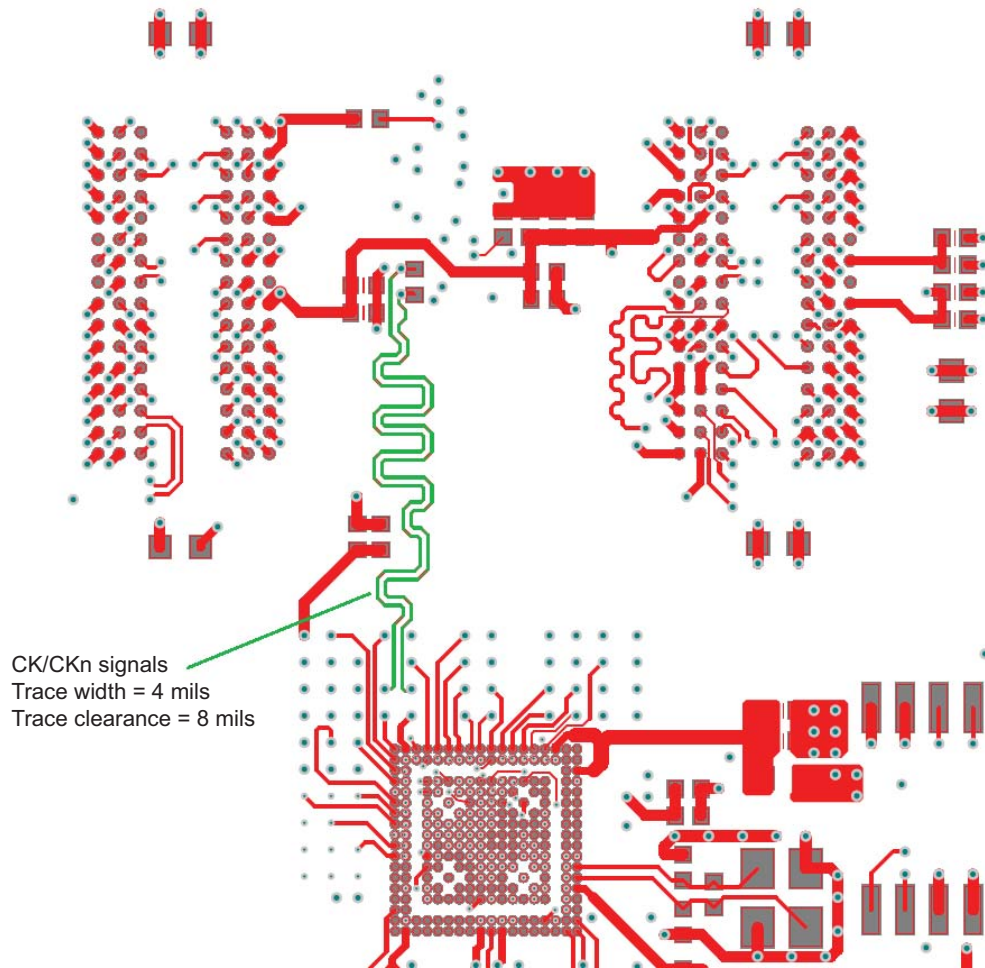 CK/CKn signals
Trace width = 4 mils
Trace clearance = 8 mils